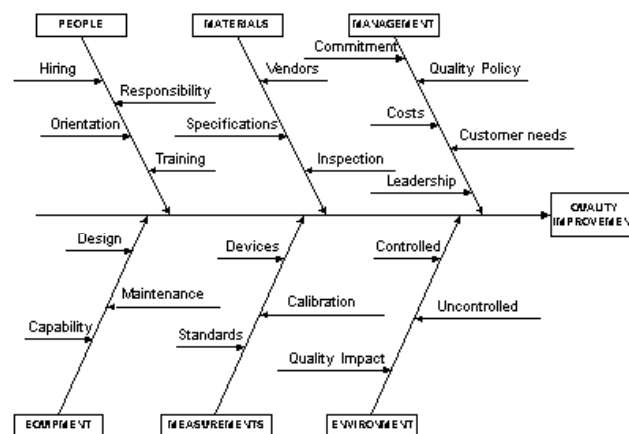 PEOPLE
MATERIALS
MANAGEMENT
Hiring
Responsibility
Orientation
Training
Vendors
Specifications
Inspection
Commitment
Quality Policy
Costs
Customer needs
Leadership
QUALITY
IMPROVEMENT
Design
Maintenance
Capability
Devices
Calibration
Standards
Controlled
Uncontrolled
Quality Impact
EQUIPMENT
MEASUREMENTS
ENVIRONMENT